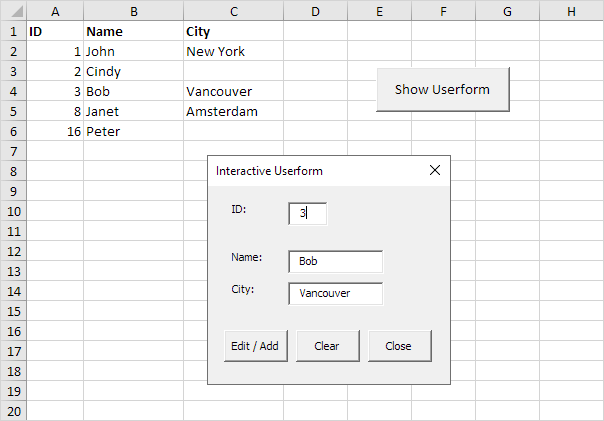 A B C D E F G H
1 ID Name City
2 1 John New York
3 2 Cindy
4 3 Bob Vancouver
Show Userform
5 8 Janet Amsterdam
6 16 Peter
7
8
Interactive Userform
9
10 ID: 3
11
12
13 Name: Bob
14 City: Vancouver
15
16
17 Edit / Add Clear Close
18
19
20